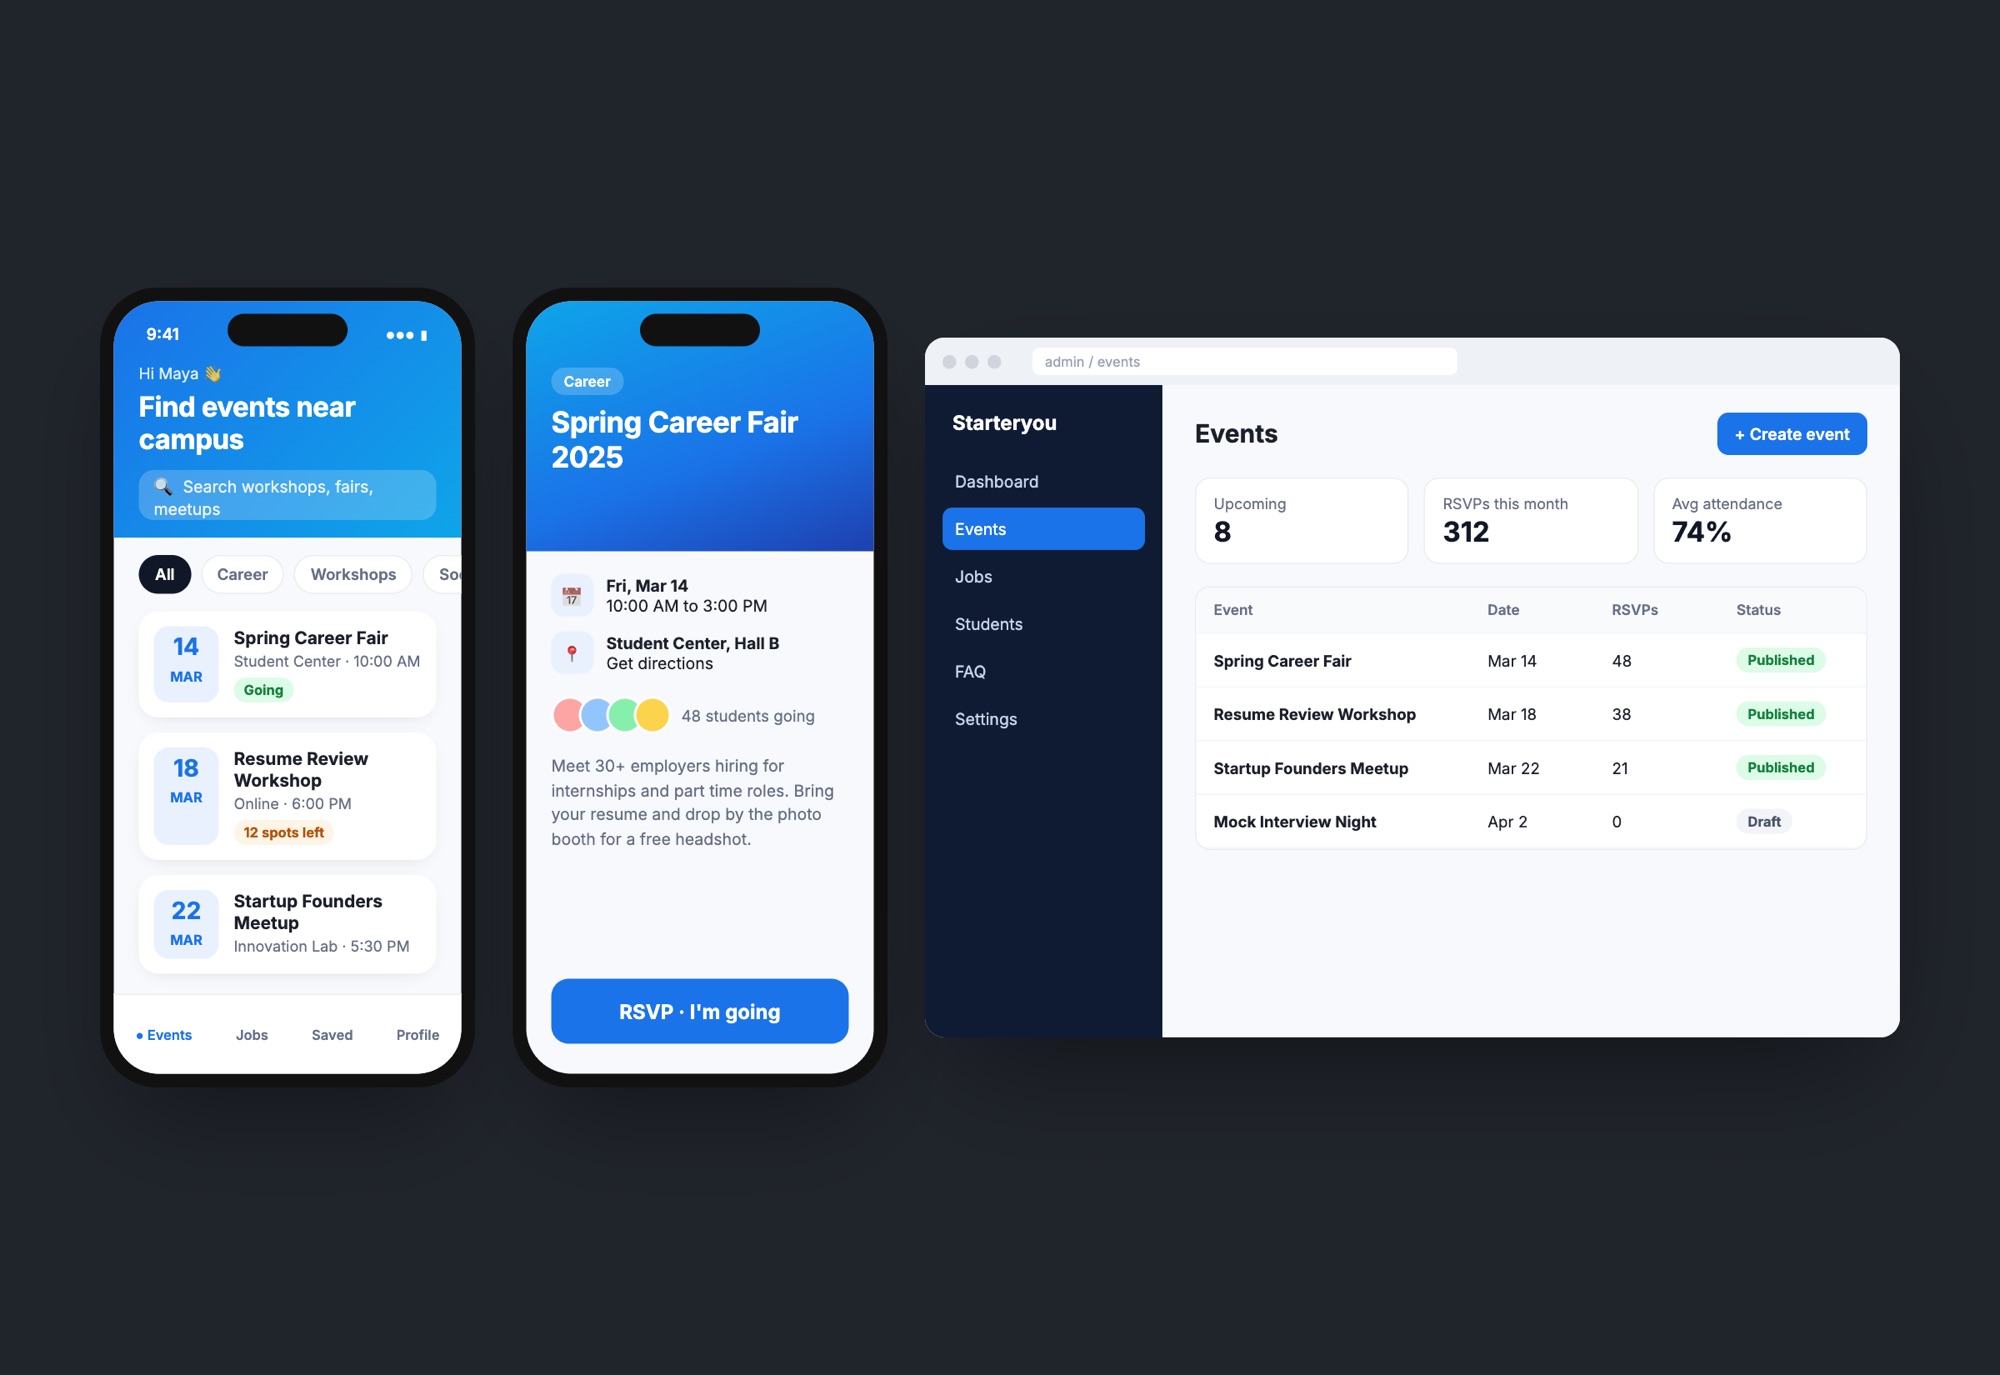 9:41
Hi Maya 👋
Find events near
campus
🔍 Search workshops, fairs,
meetups
All
Career
Workshops
Soc
14
MAR
Spring Career Fair
Student Center · 10:00 AM
Going
18
MAR
Resume Review
Workshop
Online · 6:00 PM
12 spots left
22
MAR
Startup Founders
Meetup
Innovation Lab · 5:30 PM
• Events
Jobs
Saved
Profile
Career
Spring Career Fair
2025
17
Fri, Mar 14
10:00 AM to 3:00 PM
Student Center, Hall B
Get directions
48 students going
Meet 30+ employers hiring for
internships and part time roles. Bring
your resume and drop by the photo
booth for a free headshot.
RSVP · I'm going
admin / events
Starteryou
Dashboard
Events
Jobs
Students
FAQ
Settings
Events
+ Create event
Upcoming
8
RSVPs this month
312
Avg attendance
74%
Event Date RSVPs Status
Spring Career Fair Mar 14 48 Published
Resume Review Workshop Mar 18 38 Published
Startup Founders Meetup Mar 22 21 Published
Mock Interview Night Apr 2 0 Draft